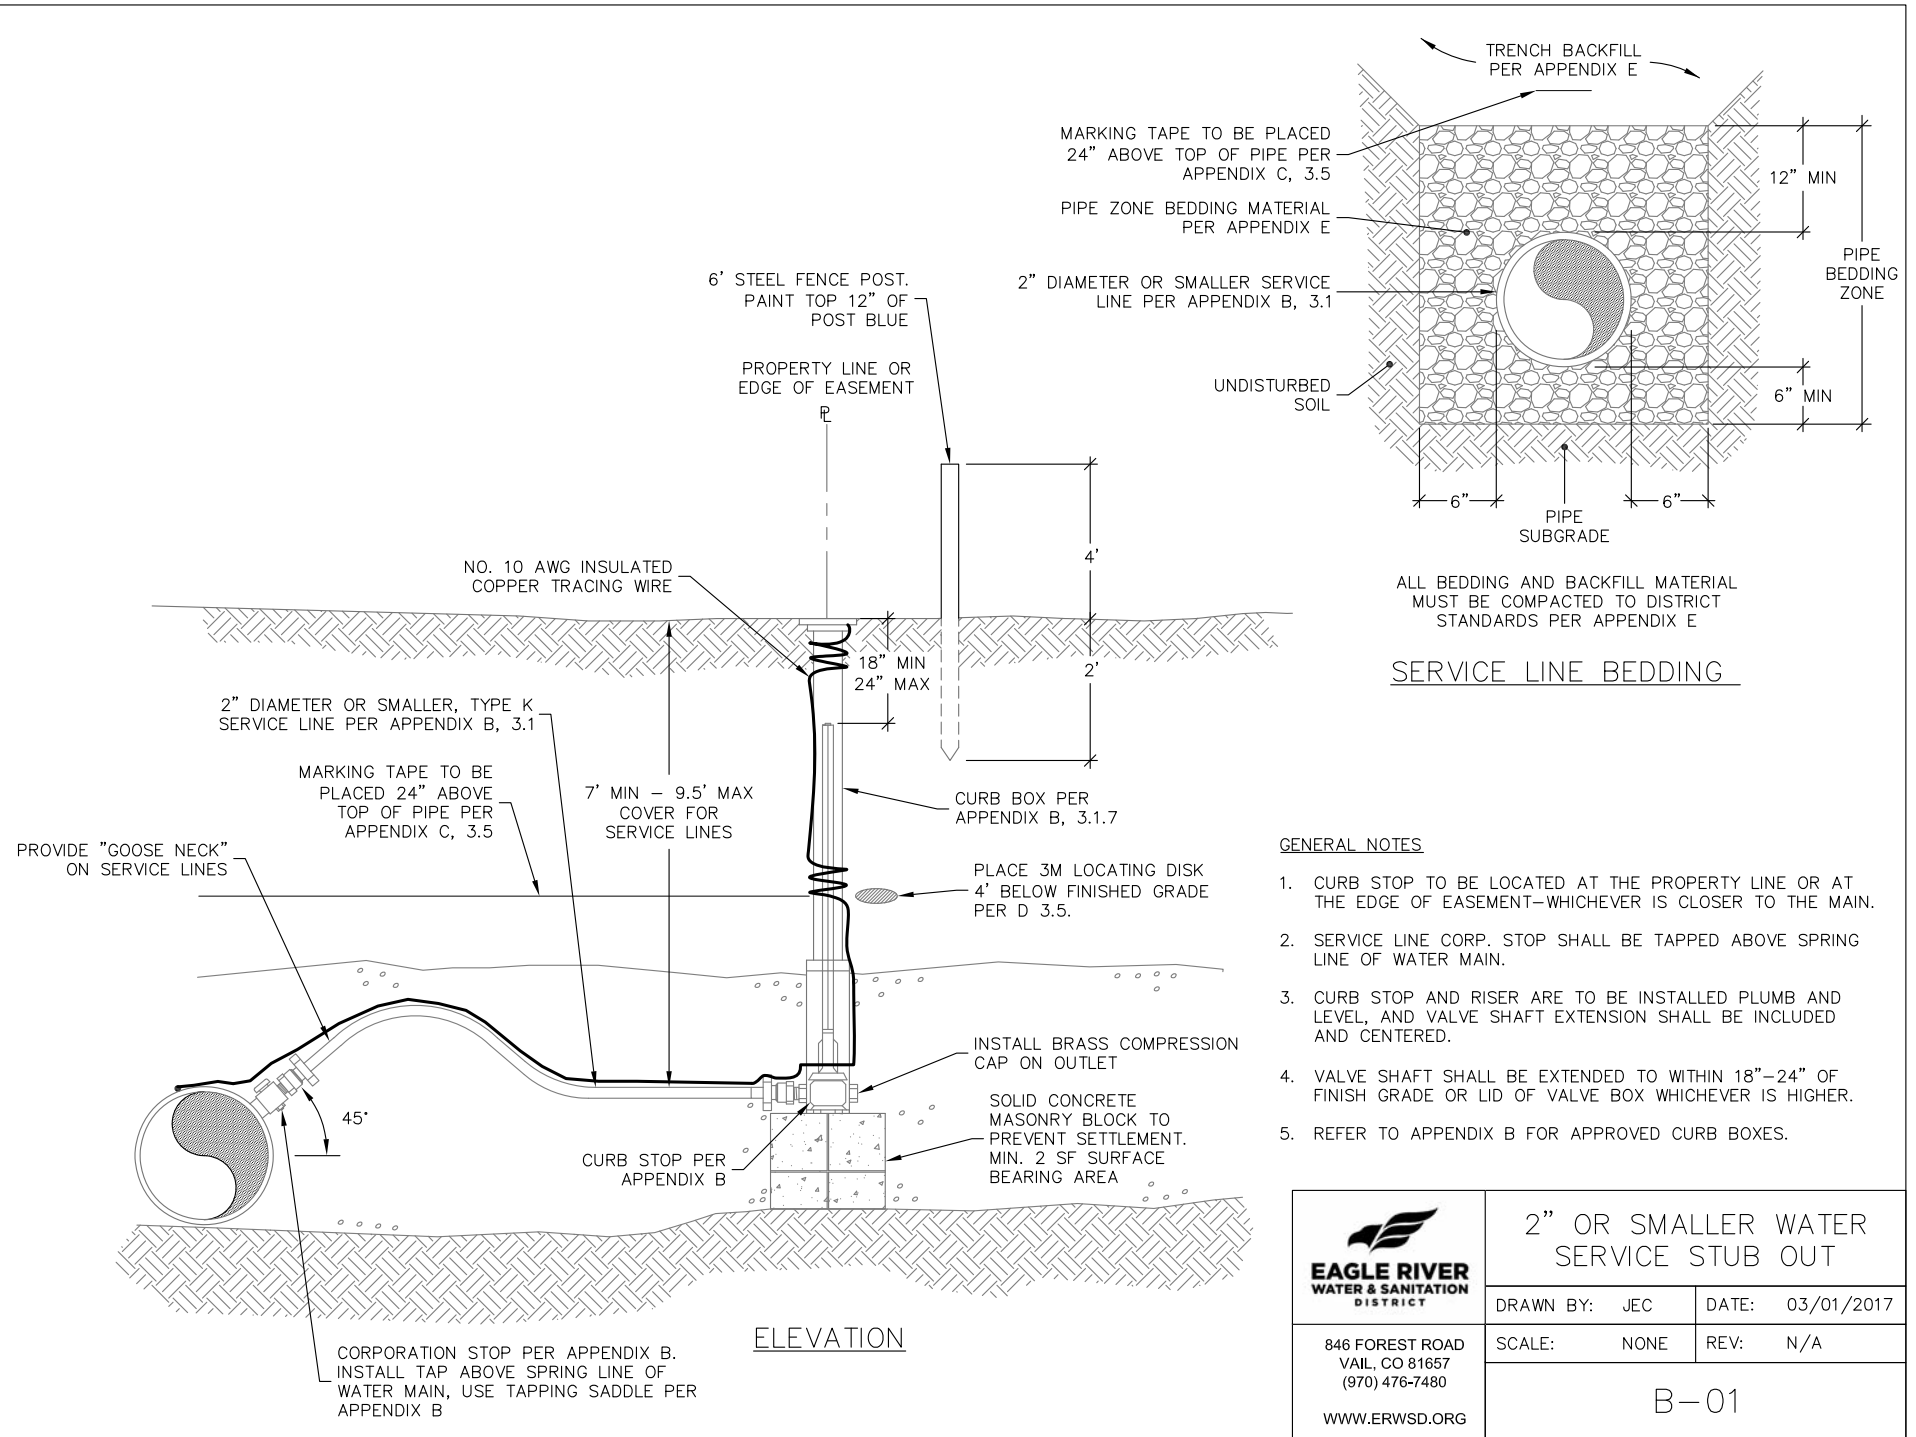 TRENCH BACKFILL
PER APPENDIX E
MARKING TAPE TO BE PLACED
24” ABOVE TOP OF PIPE PER
APPENDIX C, 3.5
PIPE ZONE BEDDING MATERIAL
PER APPENDIX E
2” DIAMETER OR SMALLER SERVICE
LINE PER APPENDIX B, 3.1
UNDISTURBED
SOIL
12” MIN
PIPE
BEDDING
ZONE
6” MIN
6”
6”
PIPE
SUBGRADE
ALL BEDDING AND BACKFILL MATERIAL
MUST BE COMPACTED TO DISTRICT
STANDARDS PER APPENDIX E
SERVICE LINE BEDDING
6’ STEEL FENCE POST.
PAINT TOP 12” OF
POST BLUE
PROPERTY LINE OR
EDGE OF EASEMENT
PL
4’
2’
NO. 10 AWG INSULATED
COPPER TRACING WIRE
18” MIN
24” MAX
2” DIAMETER OR SMALLER, TYPE K
SERVICE LINE PER APPENDIX B, 3.1
MARKING TAPE TO BE
PLACED 24” ABOVE
TOP OF PIPE PER
APPENDIX C, 3.5
7’ MIN – 9.5’ MAX
COVER FOR
SERVICE LINES
CURB BOX PER
APPENDIX B, 3.1.7
PROVIDE ”GOOSE NECK”
ON SERVICE LINES
PLACE 3M LOCATING DISK
4’ BELOW FINISHED GRADE
PER D 3.5.
INSTALL BRASS COMPRESSION
CAP ON OUTLET
SOLID CONCRETE
MASONRY BLOCK TO
PREVENT SETTLEMENT.
MIN. 2 SF SURFACE
BEARING AREA
45°
CURB STOP PER
APPENDIX B
CORPORATION STOP PER APPENDIX B.
INSTALL TAP ABOVE SPRING LINE OF
WATER MAIN, USE TAPPING SADDLE PER
APPENDIX B
ELEVATION
GENERAL NOTES
1. CURB STOP TO BE LOCATED AT THE PROPERTY LINE OR AT
THE EDGE OF EASEMENT–WHICHEVER IS CLOSER TO THE MAIN.
2. SERVICE LINE CORP. STOP SHALL BE TAPPED ABOVE SPRING
LINE OF WATER MAIN.
3. CURB STOP AND RISER ARE TO BE INSTALLED PLUMB AND
LEVEL, AND VALVE SHAFT EXTENSION SHALL BE INCLUDED
AND CENTERED.
4. VALVE SHAFT SHALL BE EXTENDED TO WITHIN 18”–24” OF
FINISH GRADE OR LID OF VALVE BOX WHICHEVER IS HIGHER.
5. REFER TO APPENDIX B FOR APPROVED CURB BOXES.
EAGLE RIVER
WATER & SANITATION
DISTRICT
846 FOREST ROAD
VAIL, CO 81657
(970) 476-7480
WWW.ERWSD.ORG
2” OR SMALLER WATER
SERVICE STUB OUT
DRAWN BY: JEC DATE: 03/01/2017
SCALE: NONE REV: N/A
B–01